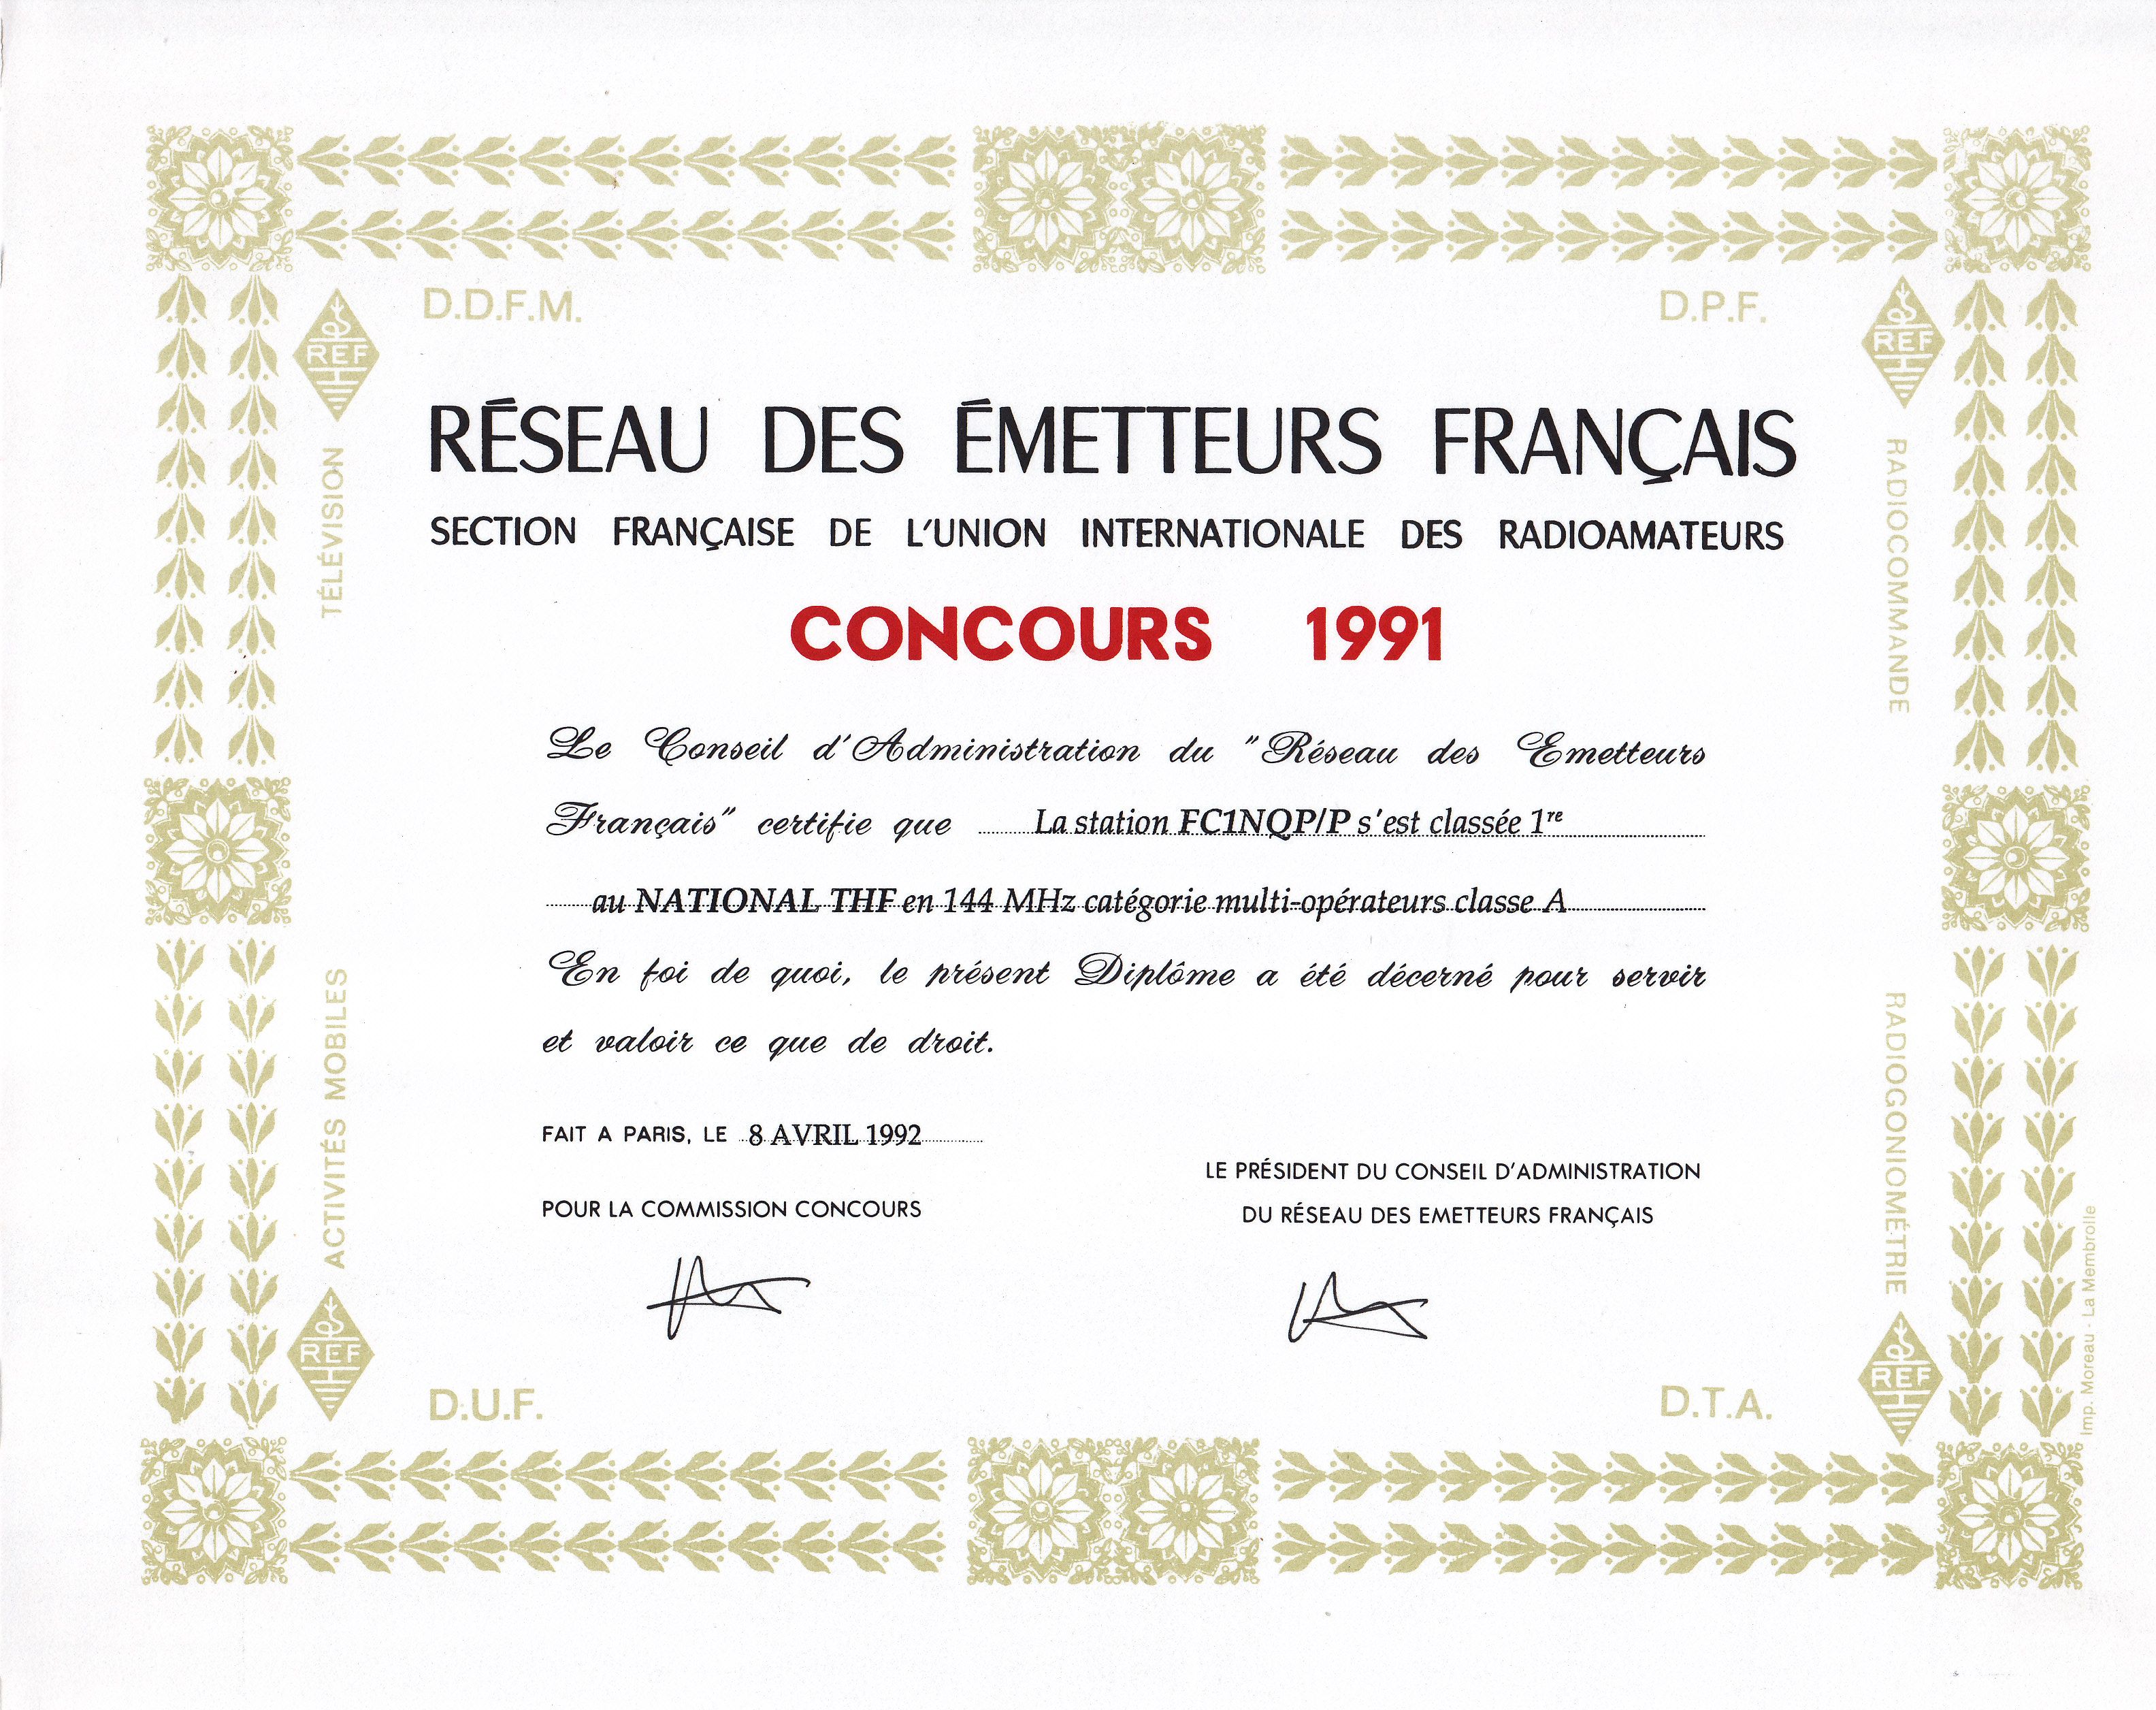 D.D.F.M.
D.P.F.
REF
REF
TÉLÉVISION
RADIOCOMMANDE
RÉSEAU DES ÉMETTEURS FRANÇAIS
SECTION FRANÇAISE DE L'UNION INTERNATIONALE DES RADIOAMATEURS
CONCOURS 1991
Le Conseil d'Administration du "Réseau des Emetteurs
Français" certifie que La station FC1NQP/P s'est classée 1re
au NATIONAL THF en 144 MHz catégorie multi-opérateurs classe A
En foi de quoi, le présent Diplôme a été décerné pour servir
et valoir ce que de droit.
FAIT A PARIS, LE 8 AVRIL 1992
LE PRÉSIDENT DU CONSEIL D'ADMINISTRATION
POUR LA COMMISSION CONCOURS
DU RÉSEAU DES EMETTEURS FRANÇAIS
ACTIVITÉS MOBILES
RADIOGONIOMÉTRIE
REF
REF
D.U.F.
D.T.A.
Imp. Moreau - La Membrolle